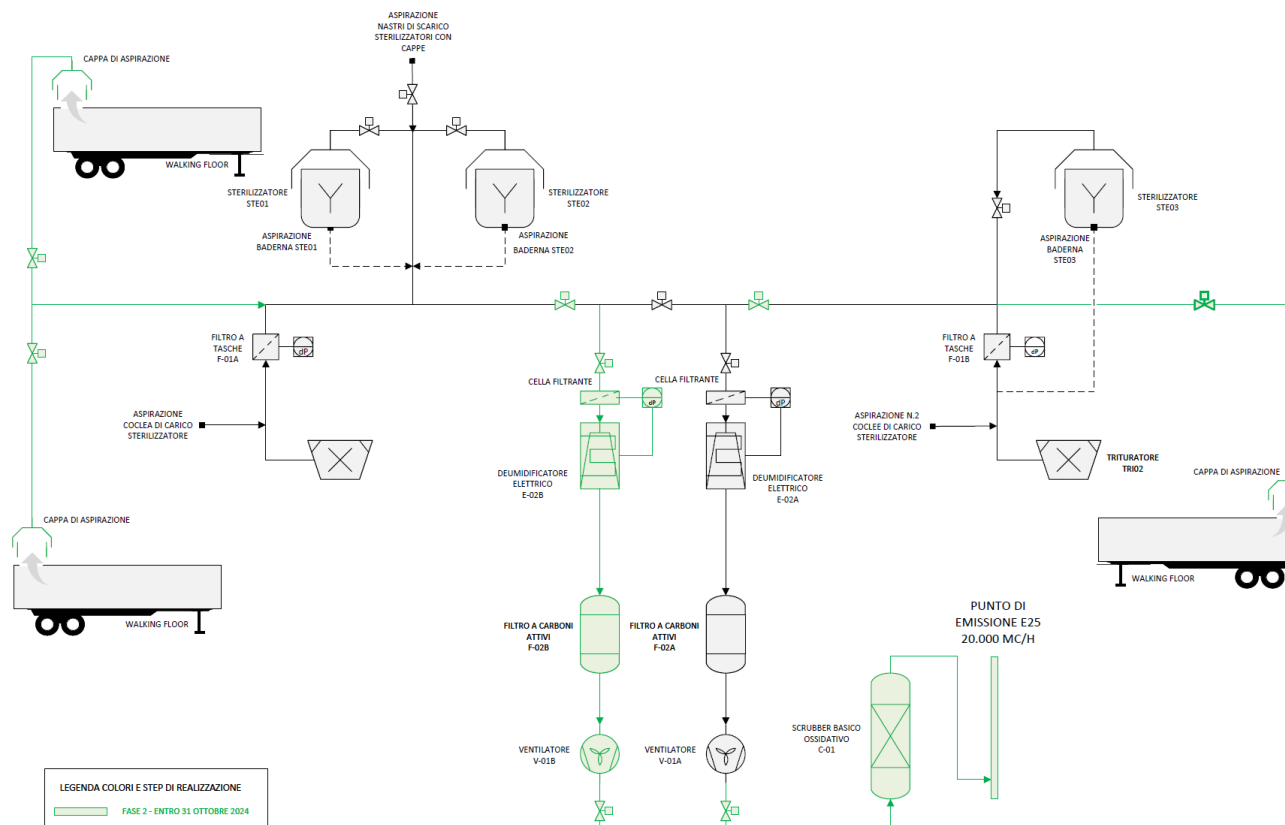 ASPIRAZIONE
NASTRI DI SCARICO
STERILIZZATORI CON
CAPPE
CAPPA DI ASPIRAZIONE
WALKING FLOOR
STERILIZZATORE
STE01
STERILIZZATORE
STE02
STERILIZZATORE
STE03
ASPIRAZIONE
BADERNA STE01
ASPIRAZIONE
BADERNA STE02
ASPIRAZIONE
BADERNA
STE03
FILTRO A
TASCHE
F-01A
dP
CELLA FILTRANTE
dP
CELLA FILTRANTE
dP
FILTRO A
TASCHE
F-01B
dP
ASPIRAZIONE
COCLEA DI CARICO
STERILIZZATORE
ASPIRAZIONE N.2
COCLEE DI CARICO
STERILIZZATORE
TRITURATORE
TRI02
DEUMIDIFICATORE
ELETTRICO
E-02B
DEUMIDIFICATORE
ELETTRICO
E-02A
CAPPA DI ASPIRAZIONE
CAPPA DI ASPIRAZIONE
WALKING FLOOR
WALKING FLOOR
FILTRO A CARBONI
ATTIVI
F-02B
FILTRO A CARBONI
ATTIVI
F-02A
PUNTO DI
EMISSIONE E25
20.000 MC/H
VENTILATORE
V-01B
VENTILATORE
V-01A
SCRUBBER BASICO
OSSIDATIVO
C-01
LEGENDA COLORI E STEP DI REALIZZAZIONE
FASE 2 - ENTRO 31 OTTOBRE 2024